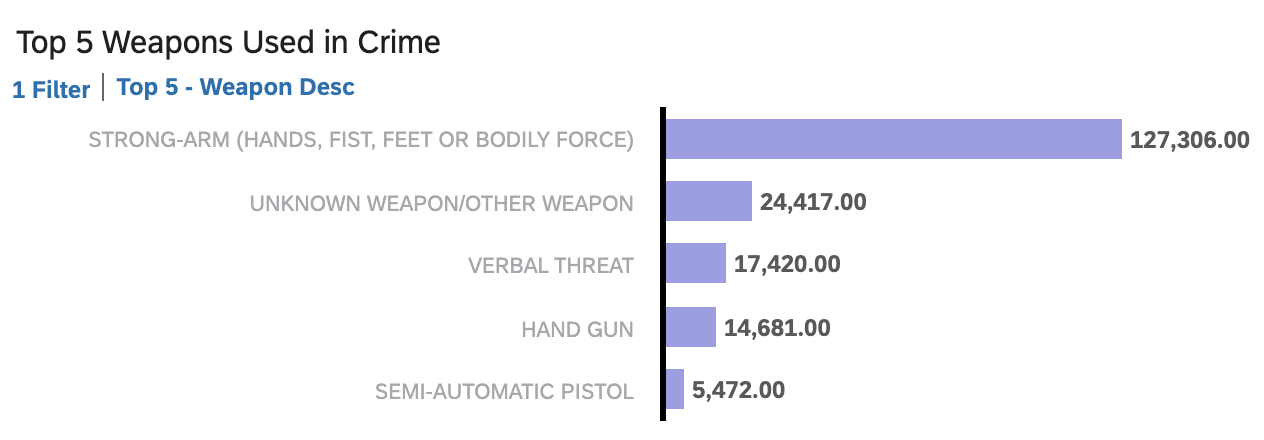 Top 5 Weapons Used in Crime
1 Filter | Top 5 - Weapon Desc
STRONG-ARM (HANDS, FIST, FEET OR BODILY FORCE) 127,306.00
UNKNOWN WEAPON/OTHER WEAPON 24,417.00
VERBAL THREAT 17,420.00
HAND GUN 14,681.00
SEMI-AUTOMATIC PISTOL 5,472.00